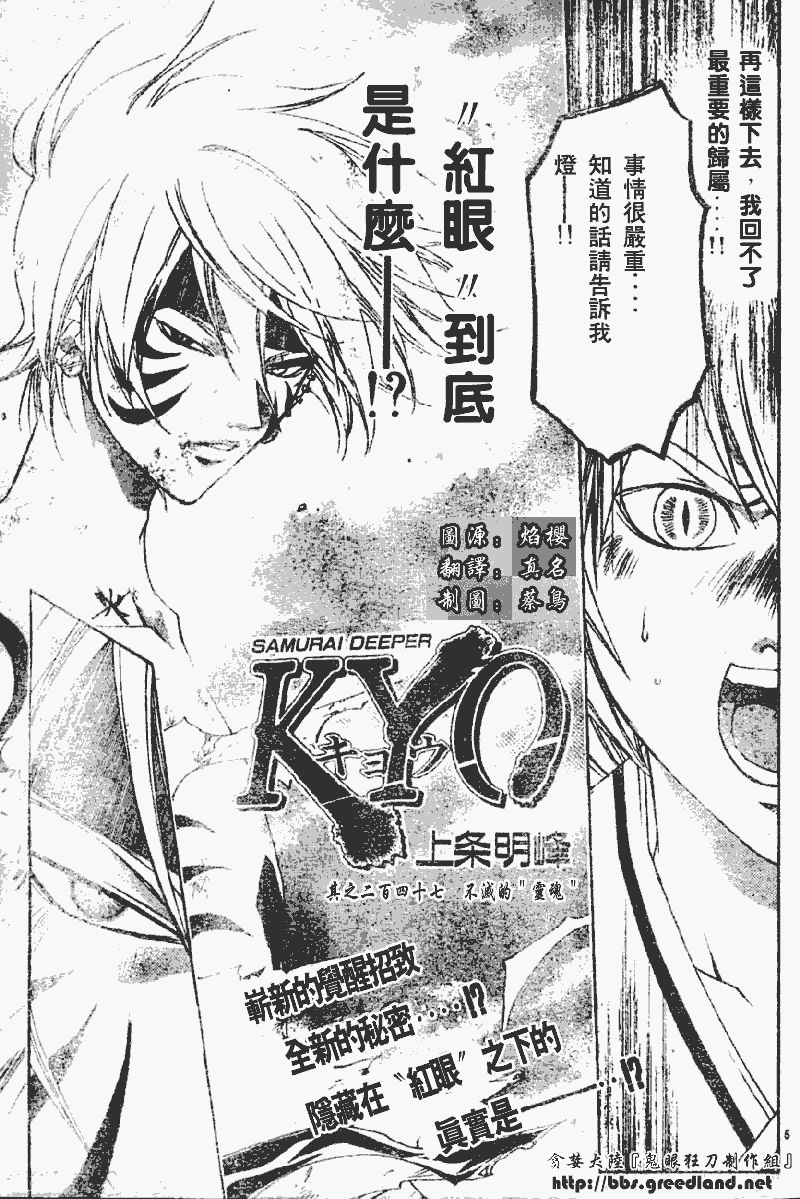 再這樣下去，我回不了
最重要的歸屬...!!
事情很嚴重...
知道的話請告訴我
燈——!!
"紅眼"到底
是什麼——!?
圖源：焰櫻
翻譯：真名
制圖：蔡鳥
SAMURAI DEEPER
KYO
キョウ
上条明峰
其之二百四十七 不滅的"靈魂"
嶄新的覺醒招致
全新的秘密....!?
隱藏在〝紅眼〞之下的
真實是——..!?
5
貪婪大陸『鬼眼狂刀制作組』
http://bbs.greedland.net